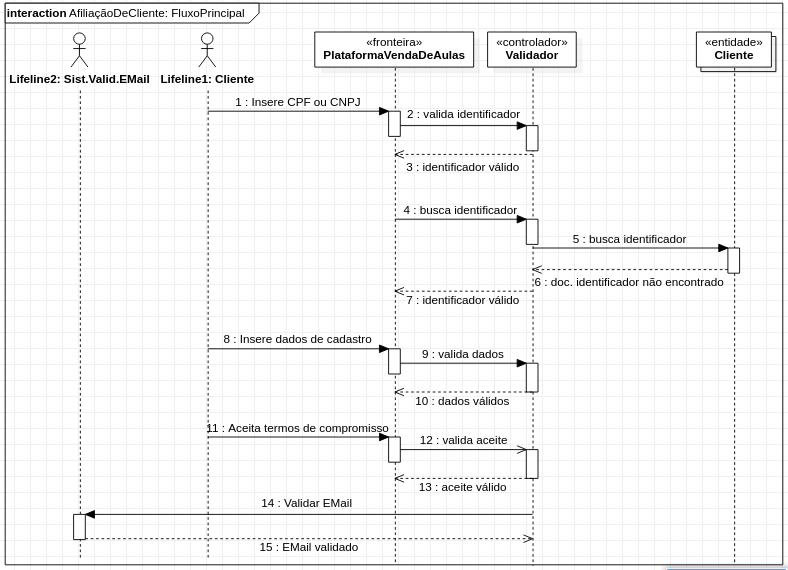 interaction AfiliaçãoDeCliente: FluxoPrincipal
«fronteira»
PlataformaVendaDeAulas
«controlador»
Validador
«entidade»
Cliente
Lifeline2: Sist.Valid.EMail
Lifeline1: Cliente
1 : Insere CPF ou CNPJ
2 : valida identificador
3 : identificador válido
4 : busca identificador
5 : busca identificador
6 : doc. identificador não encontrado
7 : identificador válido
8 : Insere dados de cadastro
9 : valida dados
10 : dados válidos
11 : Aceita termos de compromisso
12 : valida aceite
13 : aceite válido
14 : Validar EMail
15 : EMail validado